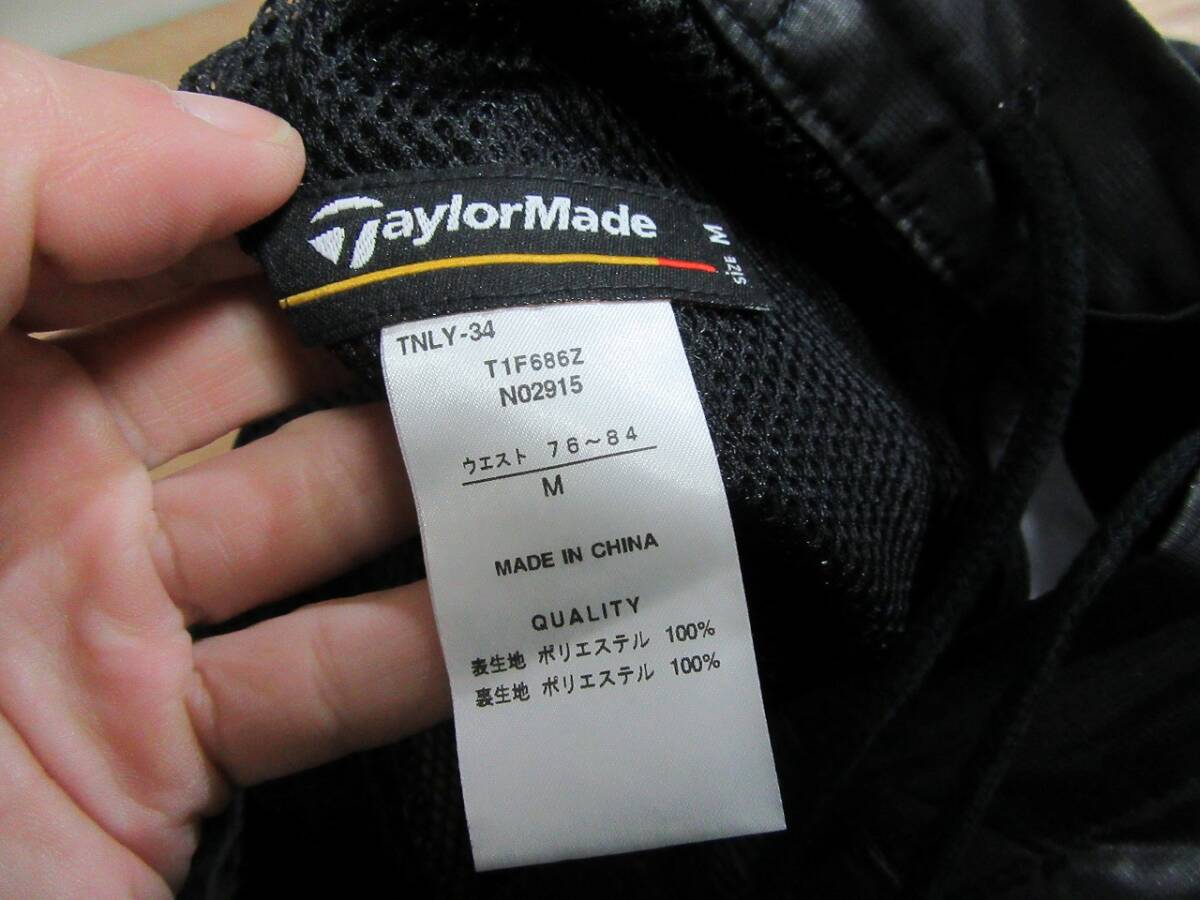 TaylorMade
SIZE M
TNLY-34
T1F686Z
N02915
ウエスト 76～84
M
MADE IN CHINA
QUALITY
表生地 ポリエステル 100%
裏生地 ポリエステル 100%